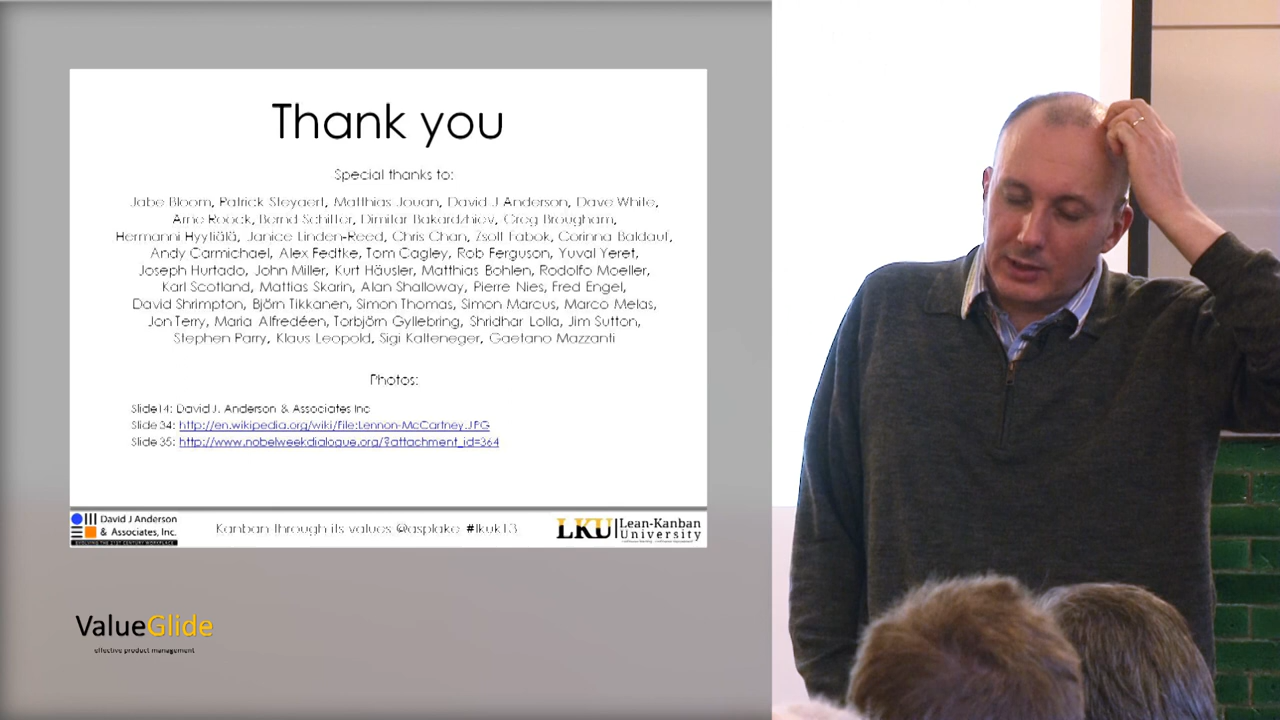 Thank you
Special thanks to:
Jabe Bloom, Patrick Steyaert, Matthias Jouan, David J Anderson, Dave White,
Arne Roock, Bernd Schiffer, Dimitar Bakardzhiev, Greg Brougham,
Hermanni Hyytiälä, Janice Linden-Reed, Chris Chan, Zsolt Fabok, Corinna Baldauf,
Andy Carmichael, Alex Fedtke, Tom Cagley, Rob Ferguson, Yuval Yeret,
Joseph Hurtado, John Miller, Kurt Häusler, Matthias Bohlen, Rodolfo Moeller,
Karl Scotland, Mattias Skarin, Alan Shalloway, Pierre Nies, Fred Engel,
David Shrimpton, Björn Tikkanen, Simon Thomas, Simon Marcus, Marco Melas,
Jon Terry, Maria Alfredéen, Torbjörn Gyllebring, Shridhar Lolla, Jim Sutton,
Stephen Parry, Klaus Leopold, Sigi Kalteneger, Gaetano Mazzanti
Photos:
Slide14: David J. Anderson & Associates Inc
Slide 34: http://en.wikipedia.org/wiki/File:Lennon-McCartney.JPG
Slide 35: http://www.nobelweekdialogue.org/?attachment_id=364
David J Anderson
& Associates, Inc.
EVOLVING THE 21ST CENTURY WORKPLACE
Kanban through its values @asplake #lkuk13
LKU Lean-Kanban
University
ValueGlide
effective product management